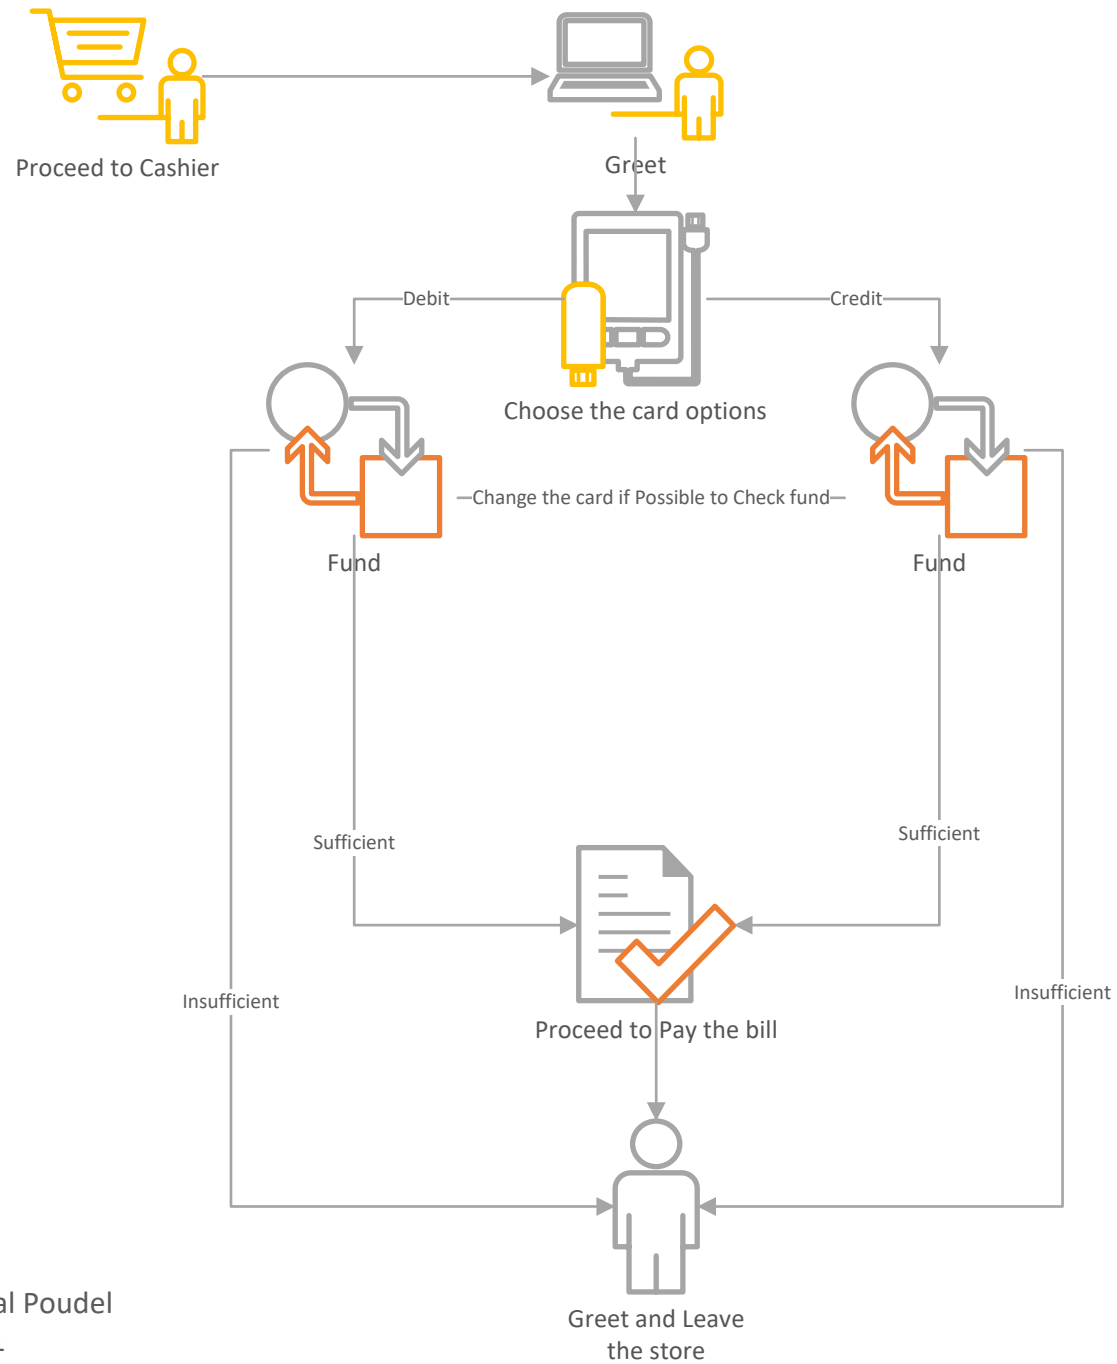 Proceed to Cashier
Greet
Debit
Credit
Choose the card options
Change the card if Possible to Check fund
Fund
Fund
Sufficient
Sufficient
Insufficient
Insufficient
Proceed to Pay the bill
Greet and Leave
the store
Poudel